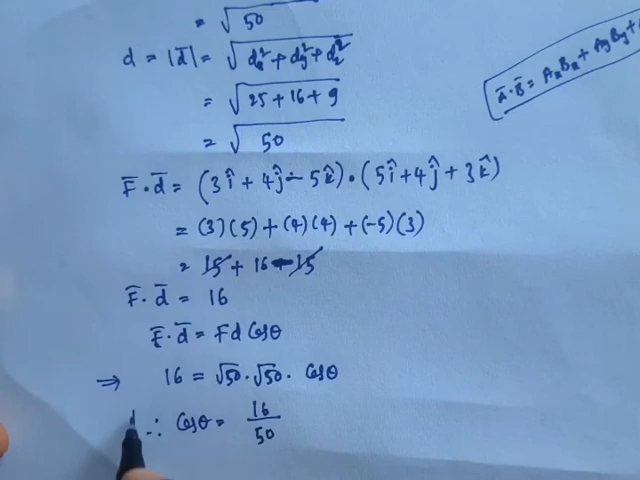 = √50
d = |d̄| = √dx² + dy² + dz²
= √25 + 16 + 9
= √50
Ā·B̄ = AxBx + AyBy +
F̄·d̄ = (3î + 4ĵ - 5k̂)·(5î + 4ĵ + 3k̂)
= (3)(5) + (4)(4) + (-5)(3)
= 15 + 16 - 15
F̄·d̄ = 16
F̄·d̄ = Fd Cosθ
⇒ 16 = √50·√50· Cosθ
∴ Cosθ = 16/50